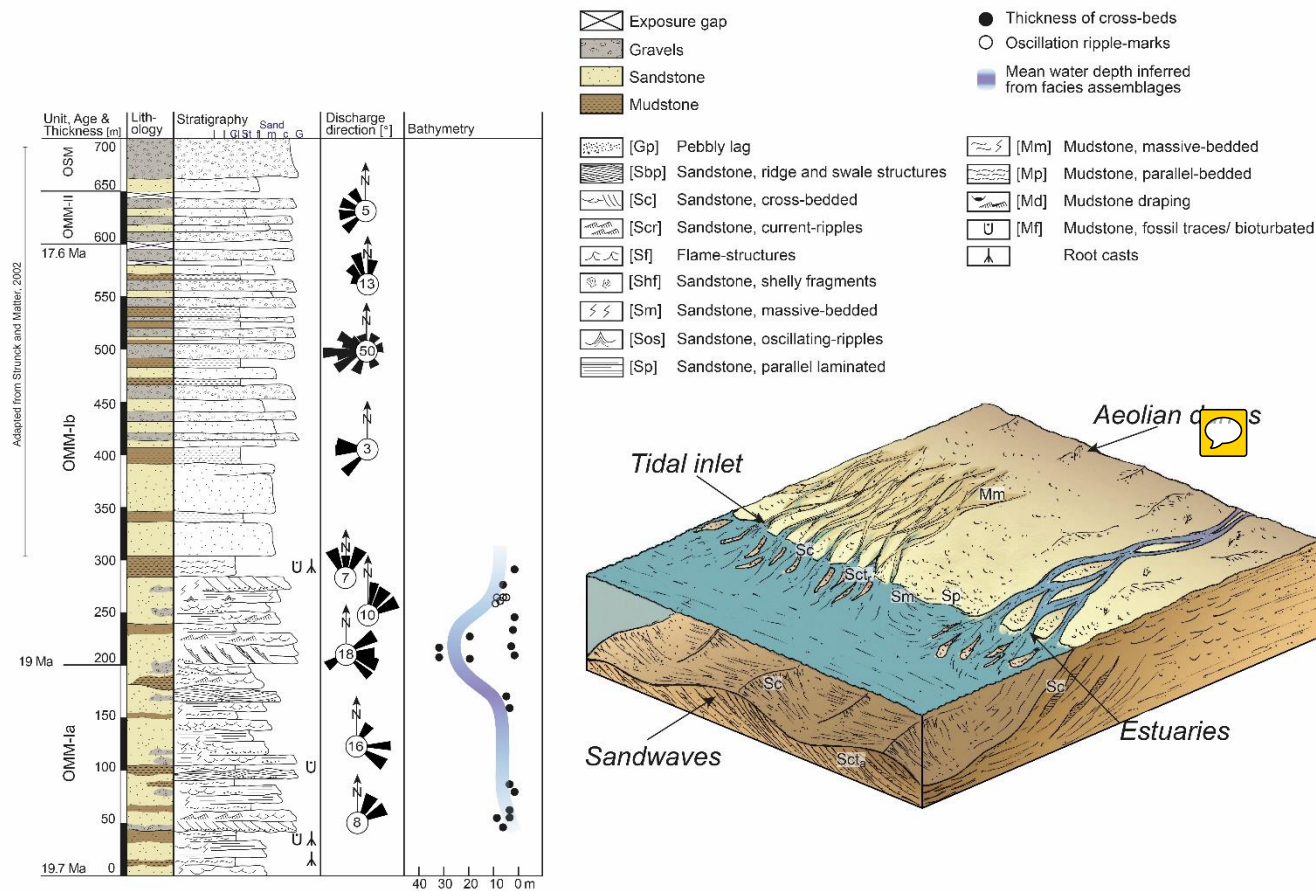 Exposure gap
Gravels
Sandstone
Mudstone
Thickness of cross-beds
Oscillation ripple-marks
Mean water depth inferred
from facies assemblages
[Gp] Pebbly lag
[Sbp] Sandstone, ridge and swale structures
[Sc] Sandstone, cross-bedded
[Scr] Sandstone, current-ripples
[Sf] Flame-structures
[Shf] Sandstone, shelly fragments
[Sm] Sandstone, massive-bedded
[Sos] Sandstone, oscillating-ripples
[Sp] Sandstone, parallel laminated
[Mm] Mudstone, massive-bedded
[Mp] Mudstone, parallel-bedded
[Md] Mudstone draping
[Mf] Mudstone, fossil traces/ bioturbated
Root casts
Unit, Age &
Thickness [m]
Lith-
ology
Stratigraphy
Sand
St f m c G
Discharge
direction [°]
Bathymetry
Adapted from Strunck and Matter, 2002
OSM
OMM-II
OMM-Ib
OMM-Ia
17.6 Ma
19 Ma
19.7 Ma
700
650
600
550
500
450
400
350
300
250
200
150
100
50
0
N
5
N
13
N
50
N
3
N
7
N
10
N
18
N
16
N
8
40 30 20 10 0 m
Aeolian
Tidal inlet
Mm
Sc
Sct
Sm
Sp
Sc
Sc
Sct
Sandwaves
Estuaries